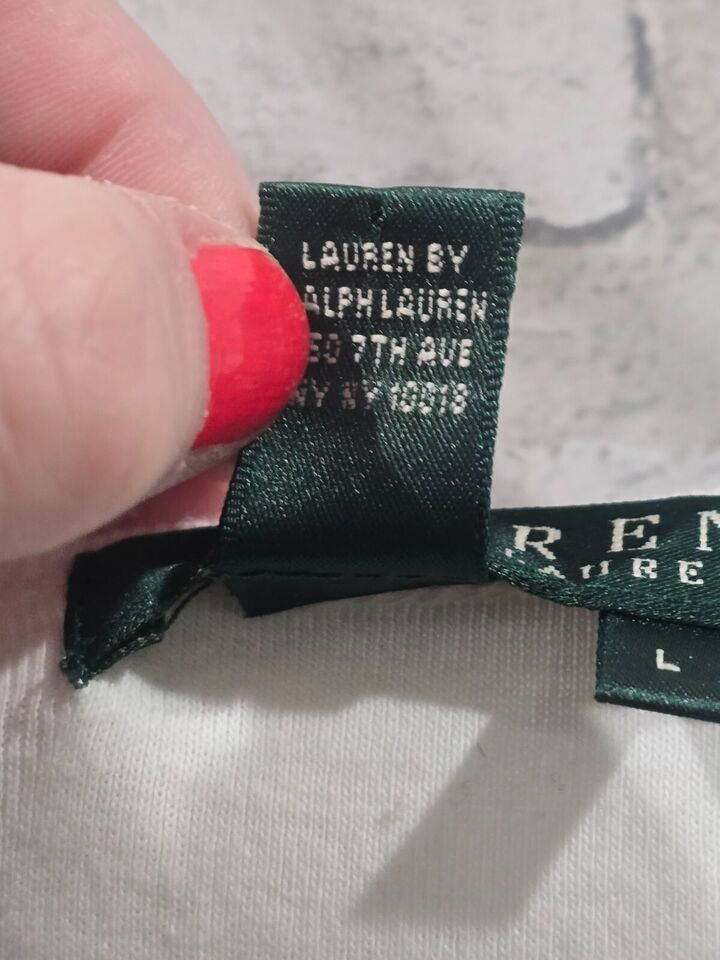 LAUREN BY
ALPH LAUREN
7TH AVE
NY NY 10018
REN
AURE
L